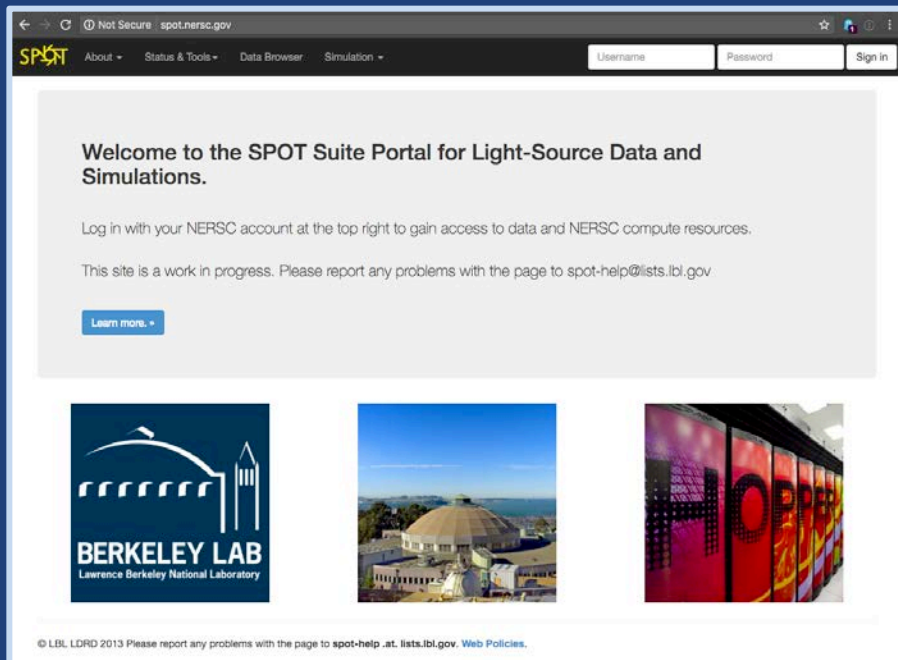 Not Secure spot.nersc.gov
SPOT About Status & Tools Data Browser Simulation Username Password Sign in
Welcome to the SPOT Suite Portal for Light-Source Data and
Simulations.
Log in with your NERSC account at the top right to gain access to data and NERSC compute resources.
This site is a work in progress. Please report any problems with the page to spot-help@lists.lbl.gov
Learn more. »
BERKELEY LAB
Lawrence Berkeley National Laboratory
HOPPER
© LBL, LDRD 2013 Please report any problems with the page to spot-help .at. lists.lbl.gov. Web Policies.